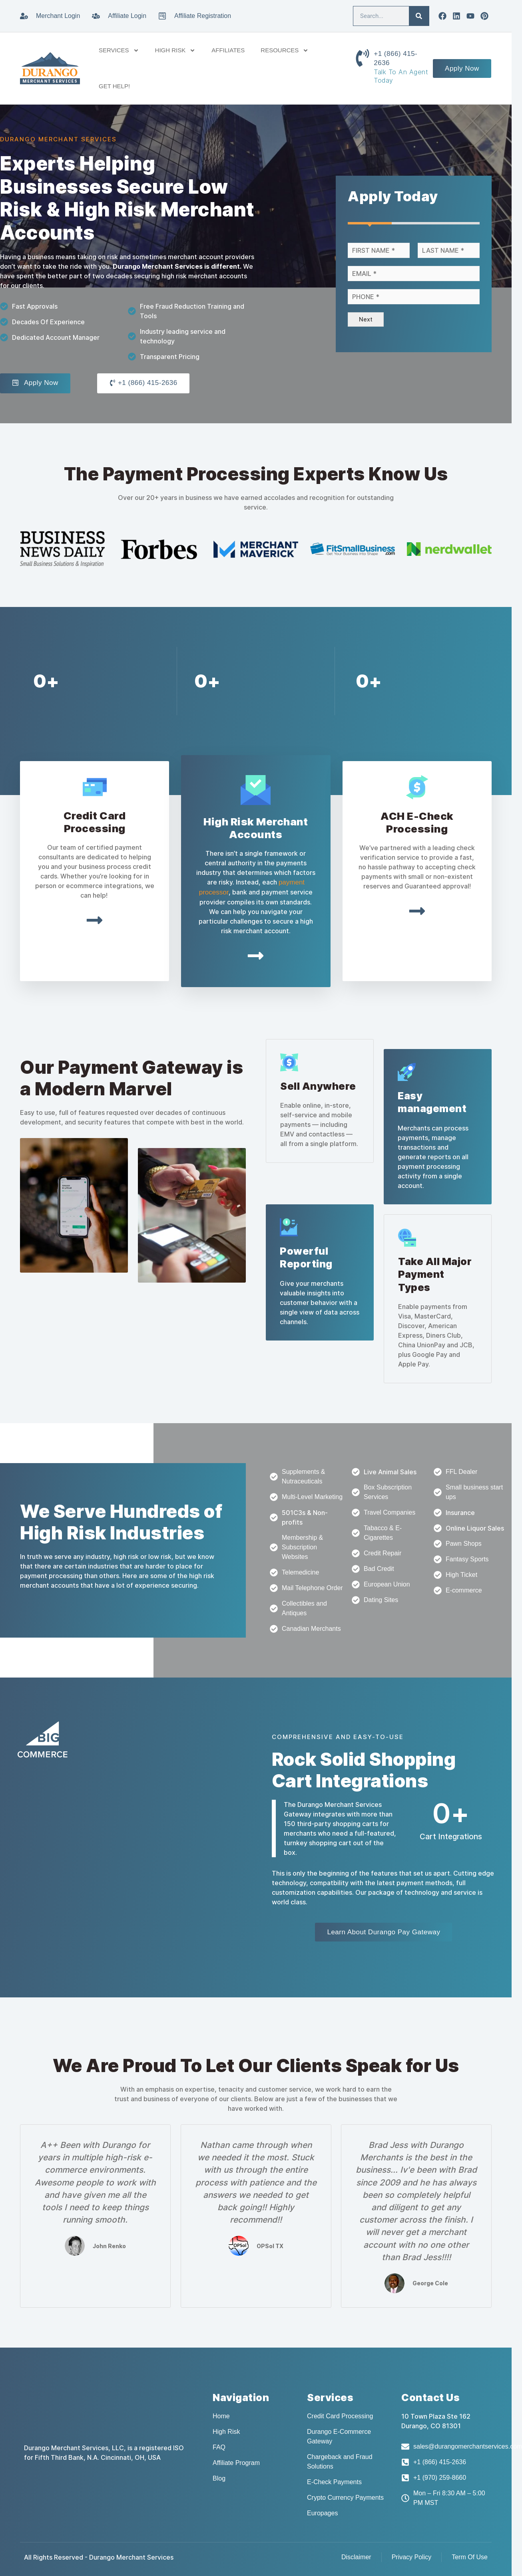 Merchant Login
Affiliate Login
Affiliate Registration
Search...
DURANGO
MERCHANT SERVICES
SERVICES
HIGH RISK
AFFILIATES
RESOURCES
GET HELP!
+1 (866) 415-
2636
Talk To An Agent
Today
Apply Now
DURANGO MERCHANT SERVICES
Experts Helping
Businesses Secure Low
Risk & High Risk Merchant
Accounts
Having a business means taking on risk and sometimes merchant account providers
don't want to take the ride with you. Durango Merchant Services is different. We
have spent the better part of two decades securing high risk merchant accounts
for our clients.
Fast Approvals
Decades Of Experience
Dedicated Account Manager
Free Fraud Reduction Training and
Tools
Industry leading service and
technology
Transparent Pricing
Apply Now
+1 (866) 415-2636
Apply Today
FIRST NAME *
LAST NAME *
EMAIL *
PHONE *
Next
The Payment Processing Experts Know Us
Over our 20+ years in business we have earned accolades and recognition for outstanding
service.
BUSINESS
NEWS DAILY
Small Business Solutions & Inspiration
Forbes
MERCHANT
MAVERICK
FitSmallBusiness
.com
Get Your Business Into Shape
nerdwallet
0+
0+
0+
Credit Card
Processing
Our team of certified payment
consultants are dedicated to helping
you and your business process credit
cards. Whether you're looking for in
person or ecommerce integrations, we
can help!
High Risk Merchant
Accounts
There isn't a single framework or
central authority in the payments
industry that determines which factors
are risky. Instead, each payment
processor, bank and payment service
provider compiles its own standards.
We can help you navigate your
particular challenges to secure a high
risk merchant account.
ACH E-Check
Processing
We've partnered with a leading check
verification service to provide a fast,
no hassle pathway to accepting check
payments with small or non-existent
reserves and Guaranteed approval!
Our Payment Gateway is
a Modern Marvel
Easy to use, full of features developed over decades of continuous
development, and security features that compete with best in the world.
Sell Anywhere
Enable online, in-store,
self-service and mobile
payments — including
EMV and contactless —
all from a single platform.
Easy
management
Merchants can process
payments, manage
transactions and
generate reports on all
payment processing
activity from a single
account.
Powerful
Reporting
Give your merchants
valuable insights into
customer behavior with a
single view of data across
channels.
Take All Major
Payment
Types
Enable payments from
Visa, MasterCard,
Discover, American
Express, Diners Club,
China UnionPay and JCB,
plus Google Pay and
Apple Pay.
We Serve Hundreds of
High Risk Industries
In truth we serve any industry, high risk or low risk, but we know
that there are certain industries that are harder to place for
payment processing than others. Here are some of the high risk
merchant accounts that have a lot of experience securing.
Supplements &
Nutraceuticals
Multi-Level Marketing
501C3s & Non-
profits
Membership &
Subscription
Websites
Telemedicine
Mail Telephone Order
Collectibles and
Antiques
Canadian Merchants
Live Animal Sales
Box Subscription
Services
Travel Companies
Tabacco & E-
Cigarettes
Credit Repair
Bad Credit
European Union
Dating Sites
FFL Dealer
Small business start
ups
Insurance
Online Liquor Sales
Pawn Shops
Fantasy Sports
High Ticket
E-commerce
BIG
COMMERCE
COMPREHENSIVE AND EASY-TO-USE
Rock Solid Shopping
Cart Integrations
The Durango Merchant Services
Gateway integrates with more than
150 third-party shopping carts for
merchants who need a full-featured,
turnkey shopping cart out of the
box.
0+
Cart Integrations
This is only the beginning of the features that set us apart. Cutting edge
technology, compatbility with the latest payment methods, full
customization capabilities. Our package of technology and service is
world class.
Learn About Durango Pay Gateway
We Are Proud To Let Our Clients Speak for Us
With an emphasis on expertise, tenacity and customer service, we work hard to earn the
trust and business of everyone of our clients. Below are just a few of the businesses that we
have worked with.
A++ Been with Durango for
years in multiple high-risk e-
commerce environments.
Awesome people to work with
and have given me all the
tools I need to keep things
running smooth.
John Renko
Nathan came through when
we needed it the most. Stuck
with us through the entire
process with patience and the
answers we needed to get
back going!! Highly
recommend!!
OPSol TX
Brad Jess with Durango
Merchants is the best in the
business... Iv'e been with Brad
since 2009 and he has always
been so completely helpful
and diligent to get any
customer across the finish. I
will never get a merchant
account with no one other
than Brad Jess!!!!
George Cole
Durango Merchant Services, LLC, is a registered ISO
for Fifth Third Bank, N.A. Cincinnati, OH, USA
Navigation
Home
High Risk
FAQ
Affiliate Program
Blog
Services
Credit Card Processing
Durango E-Commerce
Gateway
Chargeback and Fraud
Solutions
E-Check Payments
Crypto Currency Payments
Europages
Contact Us
10 Town Plaza Ste 162
Durango, CO 81301
sales@durangomerchantservices.c
+1 (866) 415-2636
+1 (970) 259-8660
Mon – Fri 8:30 AM – 5:00
PM MST
All Rights Reserved - Durango Merchant Services
Disclaimer
Privacy Policy
Term Of Use